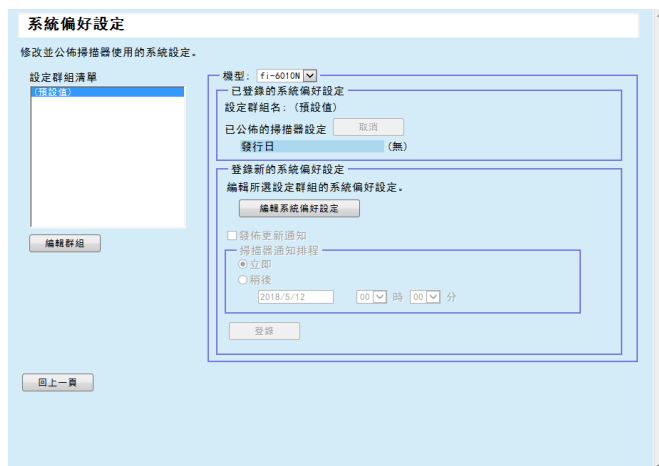 系統偏好設定
修改並公佈掃描器使用的系統設定。
設定群組清單
(預設值)
編輯群組
機型: fi-6010N
已登錄的系統偏好設定
設定群組名: (預設值)
已公佈的掃描器設定 取消
發行日 (無)
登錄新的系統偏好設定
編輯所選設定群組的系統偏好設定。
編輯系統偏好設定
發佈更新通知
掃描器通知排程
立即
稍後
2018/5/12 00 時 00 分
登錄
回上一頁